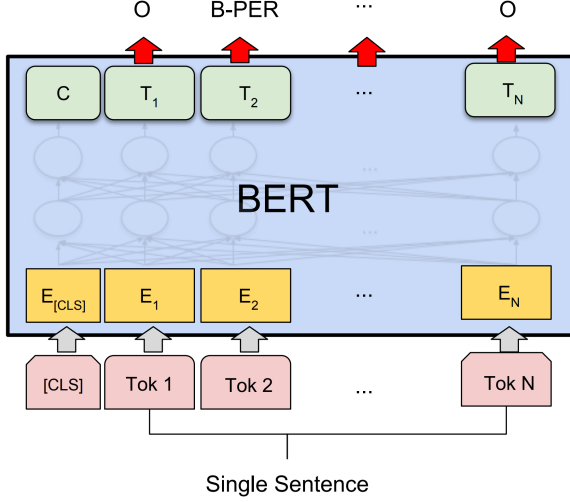 O B-PER ... O
C T1 T2 ... TN
...
BERT
...
E[CLS] E1 E2 ... EN
[CLS] Tok 1 Tok 2 ... Tok N
Single Sentence